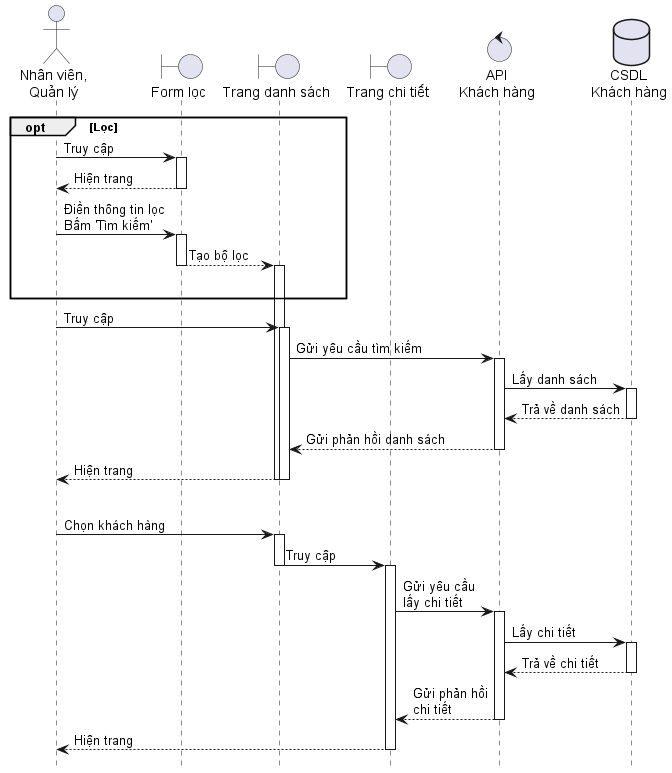 Nhân viên,
Quản lý
Form lọc
Trang danh sách
Trang chi tiết
API
Khách hàng
CSDL
Khách hàng
opt
[Lọc]
Truy cập
Hiện trang
Điền thông tin lọc
Bấm 'Tìm kiếm'
Tạo bộ lọc
Truy cập
Gửi yêu cầu tìm kiếm
Lấy danh sách
Trả về danh sách
Gửi phản hồi danh sách
Hiện trang
Chọn khách hàng
Truy cập
Gửi yêu cầu
lấy chi tiết
Lấy chi tiết
Trả về chi tiết
Gửi phản hồi
chi tiết
Hiện trang